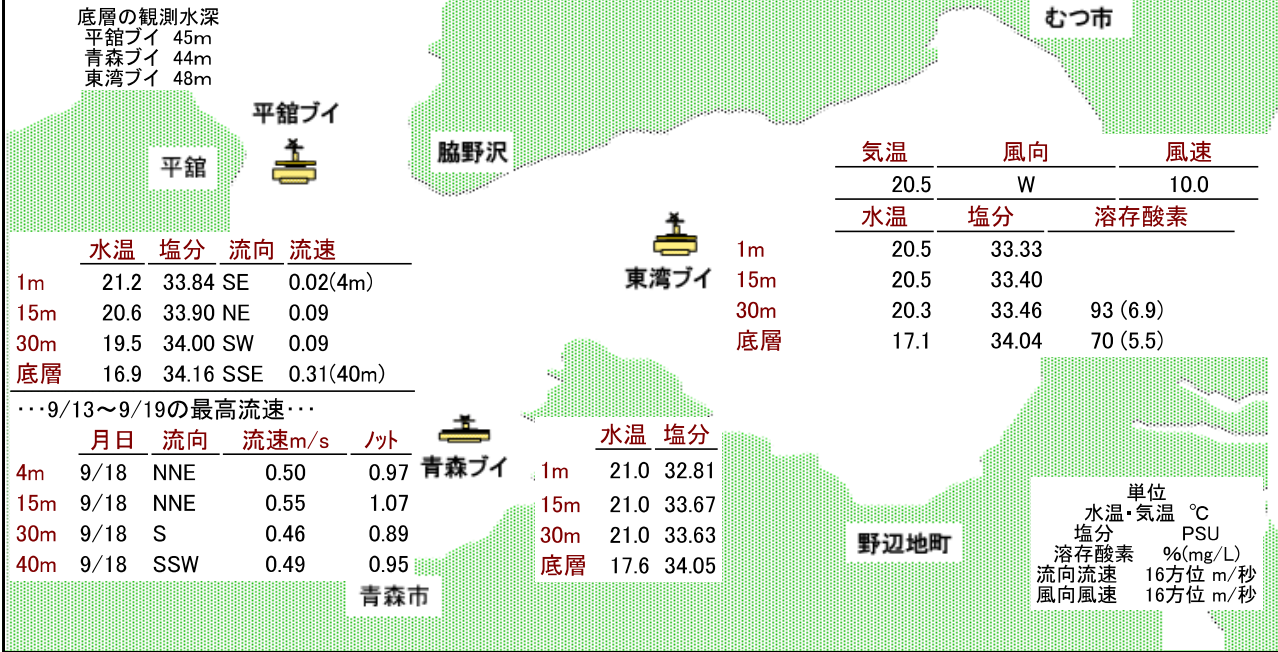 底層の観測水深
平舘ブイ 45m
青森ブイ 44m
東湾ブイ 48m
むつ市
平舘ブイ
脇野沢
平舘
気温 風向 風速
20.5 W 10.0
水温 塩分 溶存酸素
1m 20.5 33.33
15m 20.5 33.40
30m 20.3 33.46 93 (6.9)
底層 17.1 34.04 70 (5.5)
東湾ブイ
水温 塩分 流向 流速
1m 21.2 33.84 SE 0.02(4m)
15m 20.6 33.90 NE 0.09
30m 19.5 34.00 SW 0.09
底層 16.9 34.16 SSE 0.31(40m)
･･･9/13～9/19の最高流速･･･
月日 流向 流速m/s ﾉｯﾄ
4m 9/18 NNE 0.50 0.97
15m 9/18 NNE 0.55 1.07
30m 9/18 S 0.46 0.89
40m 9/18 SSW 0.49 0.95
青森ブイ
水温 塩分
1m 21.0 32.81
15m 21.0 33.67
30m 21.0 33.63
底層 17.6 34.05
青森市
野辺地町
単位
水温･気温 ℃
塩分 PSU
溶存酸素 %(mg/L)
流向流速 16方位 m/秒
風向風速 16方位 m/秒